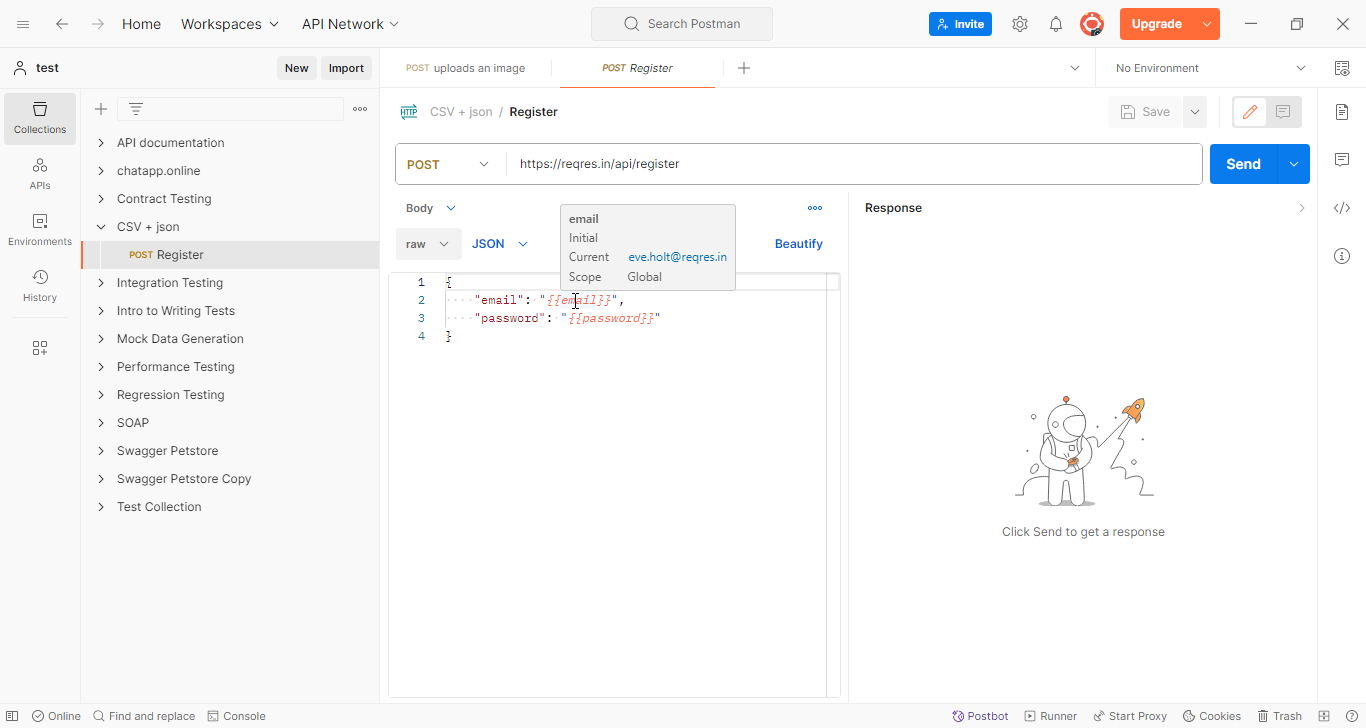 Home
Workspaces
API Network
Search Postman
Invite
Upgrade
test
New
Import
POST uploads an image
POST Register
No Environment
Collections
APIs
Environments
History
API documentation
chatapp.online
Contract Testing
CSV + json
POST Register
Integration Testing
Intro to Writing Tests
Mock Data Generation
Performance Testing
Regression Testing
SOAP
Swagger Petstore
Swagger Petstore Copy
Test Collection
HTTP
CSV + json / Register
Save
POST
https://reqres.in/api/register
Send
Body
raw
JSON
Beautify
email
Initial
Current eve.holt@reqres.in
Scope Global
1 {
2 ····"email":·"{{email}}",
3 ····"password":·"{{password}}"
4 }
Response
Click Send to get a response
Online
Find and replace
Console
Postbot
Runner
Start Proxy
Cookies
Trash